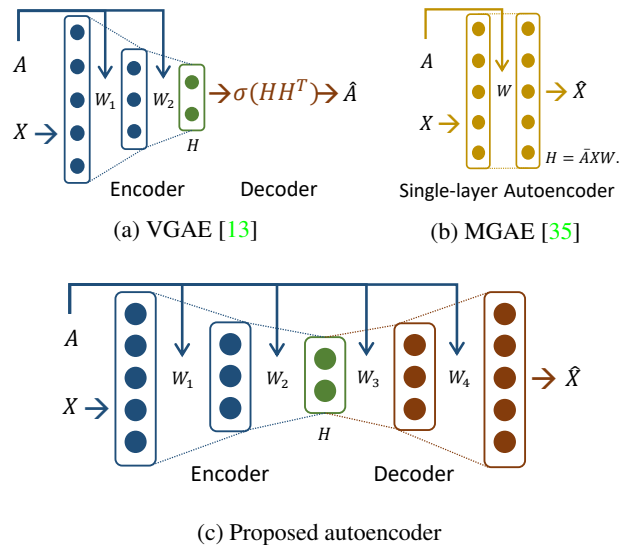 A
X
W₁
W₂
H
σ(HHᵀ)
Â
Encoder
Decoder
(a) VGAE [13]
A
X
W
X̂
H = ĀXW.
Single-layer Autoencoder
(b) MGAE [35]
A
X
W₁
W₂
H
W₃
W₄
X̂
Encoder
Decoder
(c) Proposed autoencoder